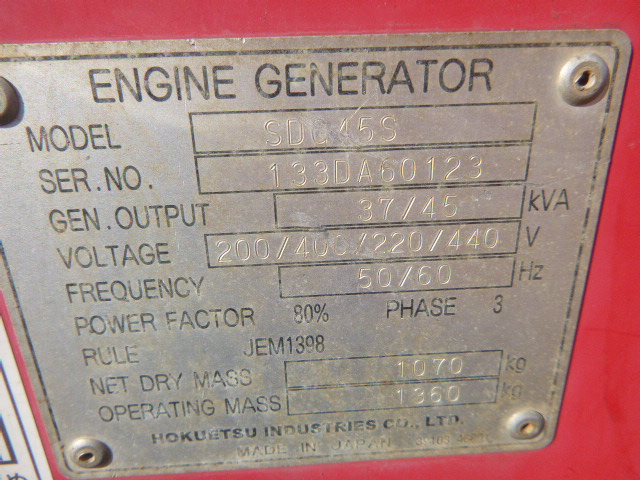 ENGINE GENERATOR
MODEL SDG45S
SER.NO. 133DA60123
GEN.OUTPUT 37/45 kVA
VOLTAGE 200/400/220/440 V
FREQUENCY 50/60 Hz
POWER FACTOR 80% PHASE 3
RULE JEM1398
NET DRY MASS 1070 kg
OPERATING MASS 1360 kg
HOKUETSU INDUSTRIES CO., LTD.
MADE IN JAPAN